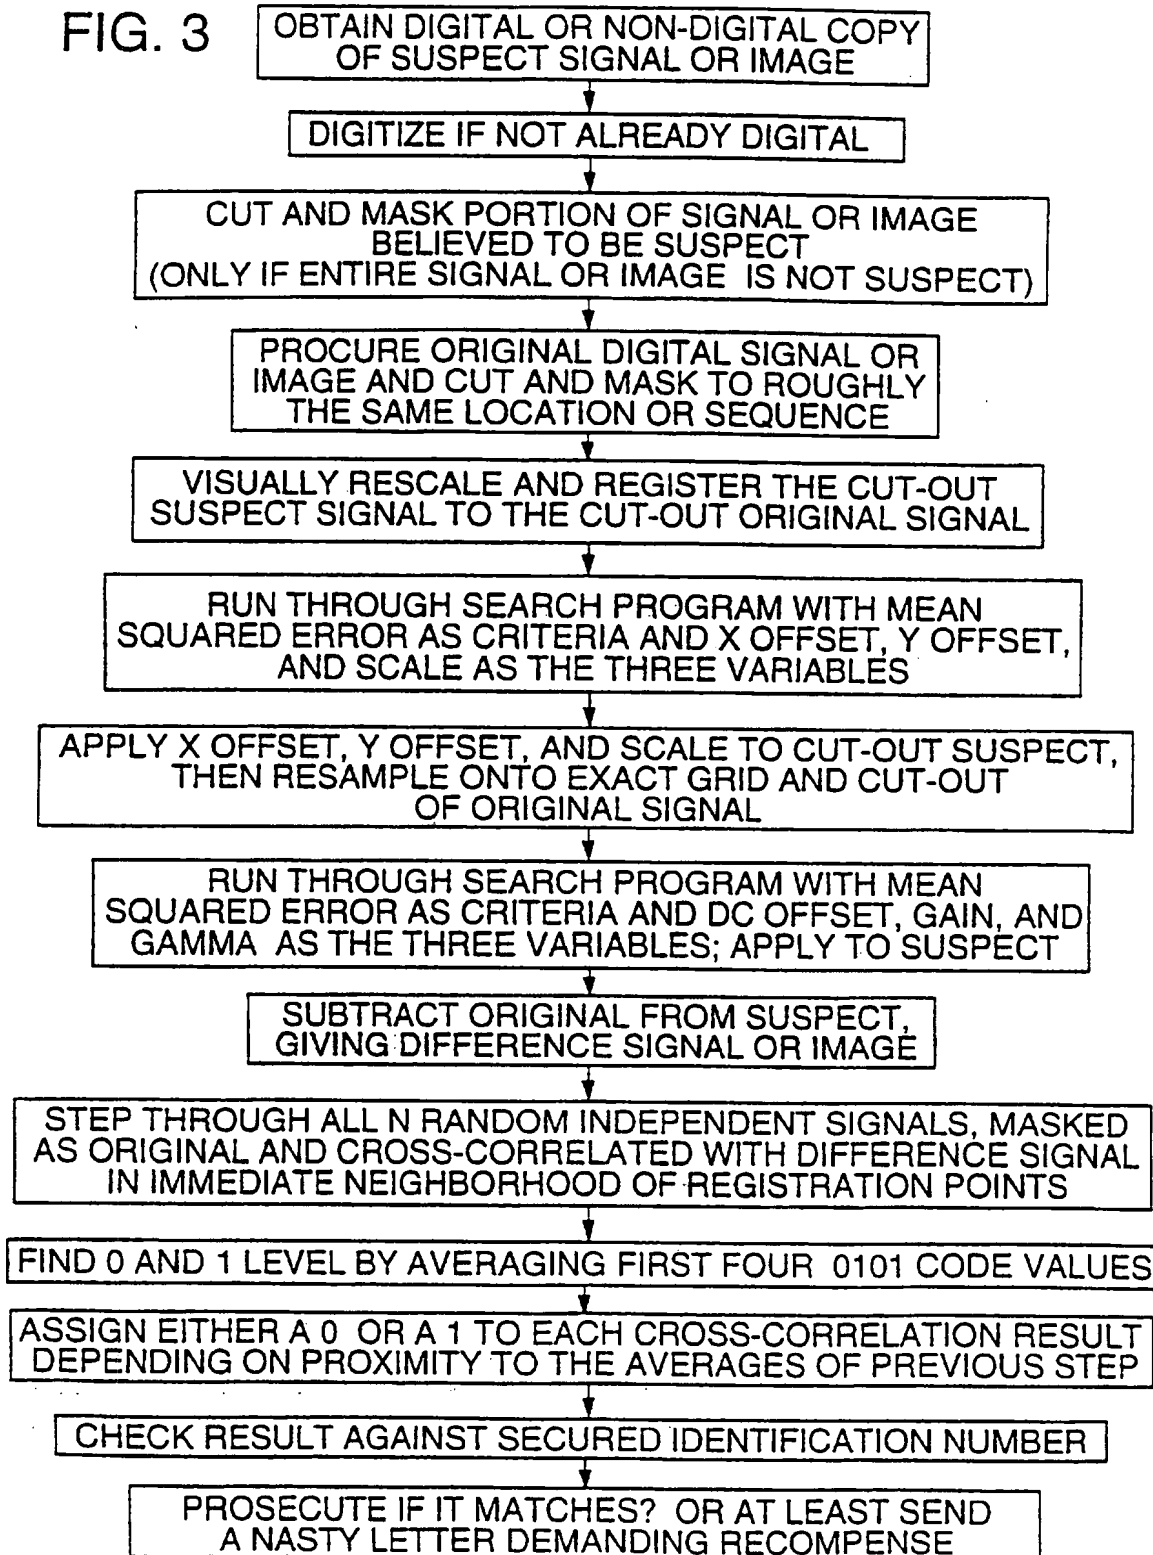 FIG. 3
OBTAIN DIGITAL OR NON-DIGITAL COPY
OF SUSPECT SIGNAL OR IMAGE
DIGITIZE IF NOT ALREADY DIGITAL
CUT AND MASK PORTION OF SIGNAL OR IMAGE
BELIEVED TO BE SUSPECT
(ONLY IF ENTIRE SIGNAL OR IMAGE IS NOT SUSPECT)
PROCURE ORIGINAL DIGITAL SIGNAL OR
IMAGE AND CUT AND MASK TO ROUGHLY
THE SAME LOCATION OR SEQUENCE
VISUALLY RESCALE AND REGISTER THE CUT-OUT
SUSPECT SIGNAL TO THE CUT-OUT ORIGINAL SIGNAL
RUN THROUGH SEARCH PROGRAM WITH MEAN
SQUARED ERROR AS CRITERIA AND X OFFSET, Y OFFSET,
AND SCALE AS THE THREE VARIABLES
APPLY X OFFSET, Y OFFSET, AND SCALE TO CUT-OUT SUSPECT,
THEN RESAMPLE ONTO EXACT GRID AND CUT-OUT
OF ORIGINAL SIGNAL
RUN THROUGH SEARCH PROGRAM WITH MEAN
SQUARED ERROR AS CRITERIA AND DC OFFSET, GAIN, AND
GAMMA AS THE THREE VARIABLES; APPLY TO SUSPECT
SUBTRACT ORIGINAL FROM SUSPECT,
GIVING DIFFERENCE SIGNAL OR IMAGE
STEP THROUGH ALL N RANDOM INDEPENDENT SIGNALS, MASKED
AS ORIGINAL AND CROSS-CORRELATED WITH DIFFERENCE SIGNAL
IN IMMEDIATE NEIGHBORHOOD OF REGISTRATION POINTS
FIND 0 AND 1 LEVEL BY AVERAGING FIRST FOUR 0101 CODE VALUES
ASSIGN EITHER A 0 OR A 1 TO EACH CROSS-CORRELATION RESULT
DEPENDING ON PROXIMITY TO THE AVERAGES OF PREVIOUS STEP
CHECK RESULT AGAINST SECURED IDENTIFICATION NUMBER
PROSECUTE IF IT MATCHES? OR AT LEAST SEND
A NASTY LETTER DEMANDING RECOMPENSE